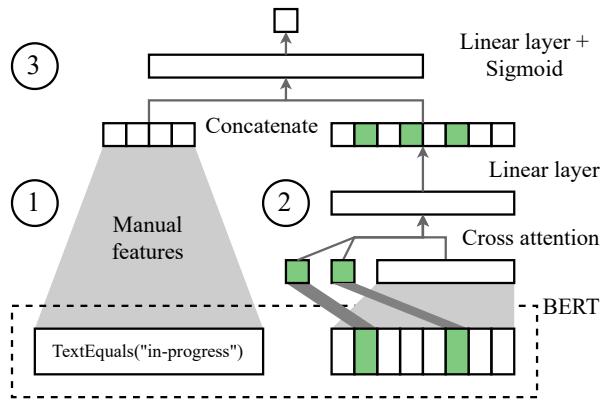 Linear layer +
Sigmoid
3
Concatenate
Linear layer
1
2
Manual
features
Cross attention
BERT
TextEquals("in-progress")